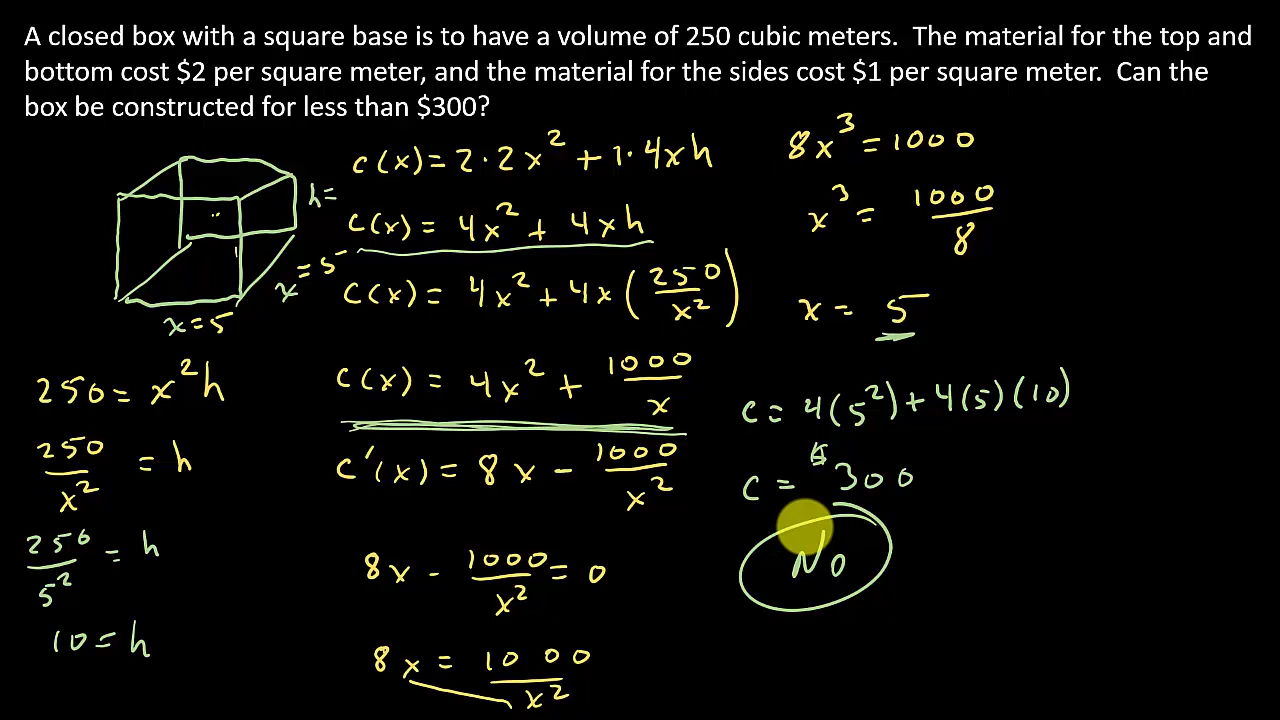 A closed box with a square base is to have a volume of 250 cubic meters. The material for the top and
bottom cost $2 per square meter, and the material for the sides cost $1 per square meter. Can the
box be constructed for less than $300?
h=
x = 5
x = 5
250 = x²h
250/x² = h
250/5² = h
10 = h
c(x) = 2·2x² + 1·4xh
c(x) = 4x² + 4xh
c(x) = 4x² + 4x(250/x²)
c(x) = 4x² + 1000/x
c'(x) = 8x - 1000/x²
8x - 1000/x² = 0
8x = 1000/x²
8x³ = 1000
x³ = 1000/8
x = 5
c = 4(5²) + 4(5)(10)
c = $300
No